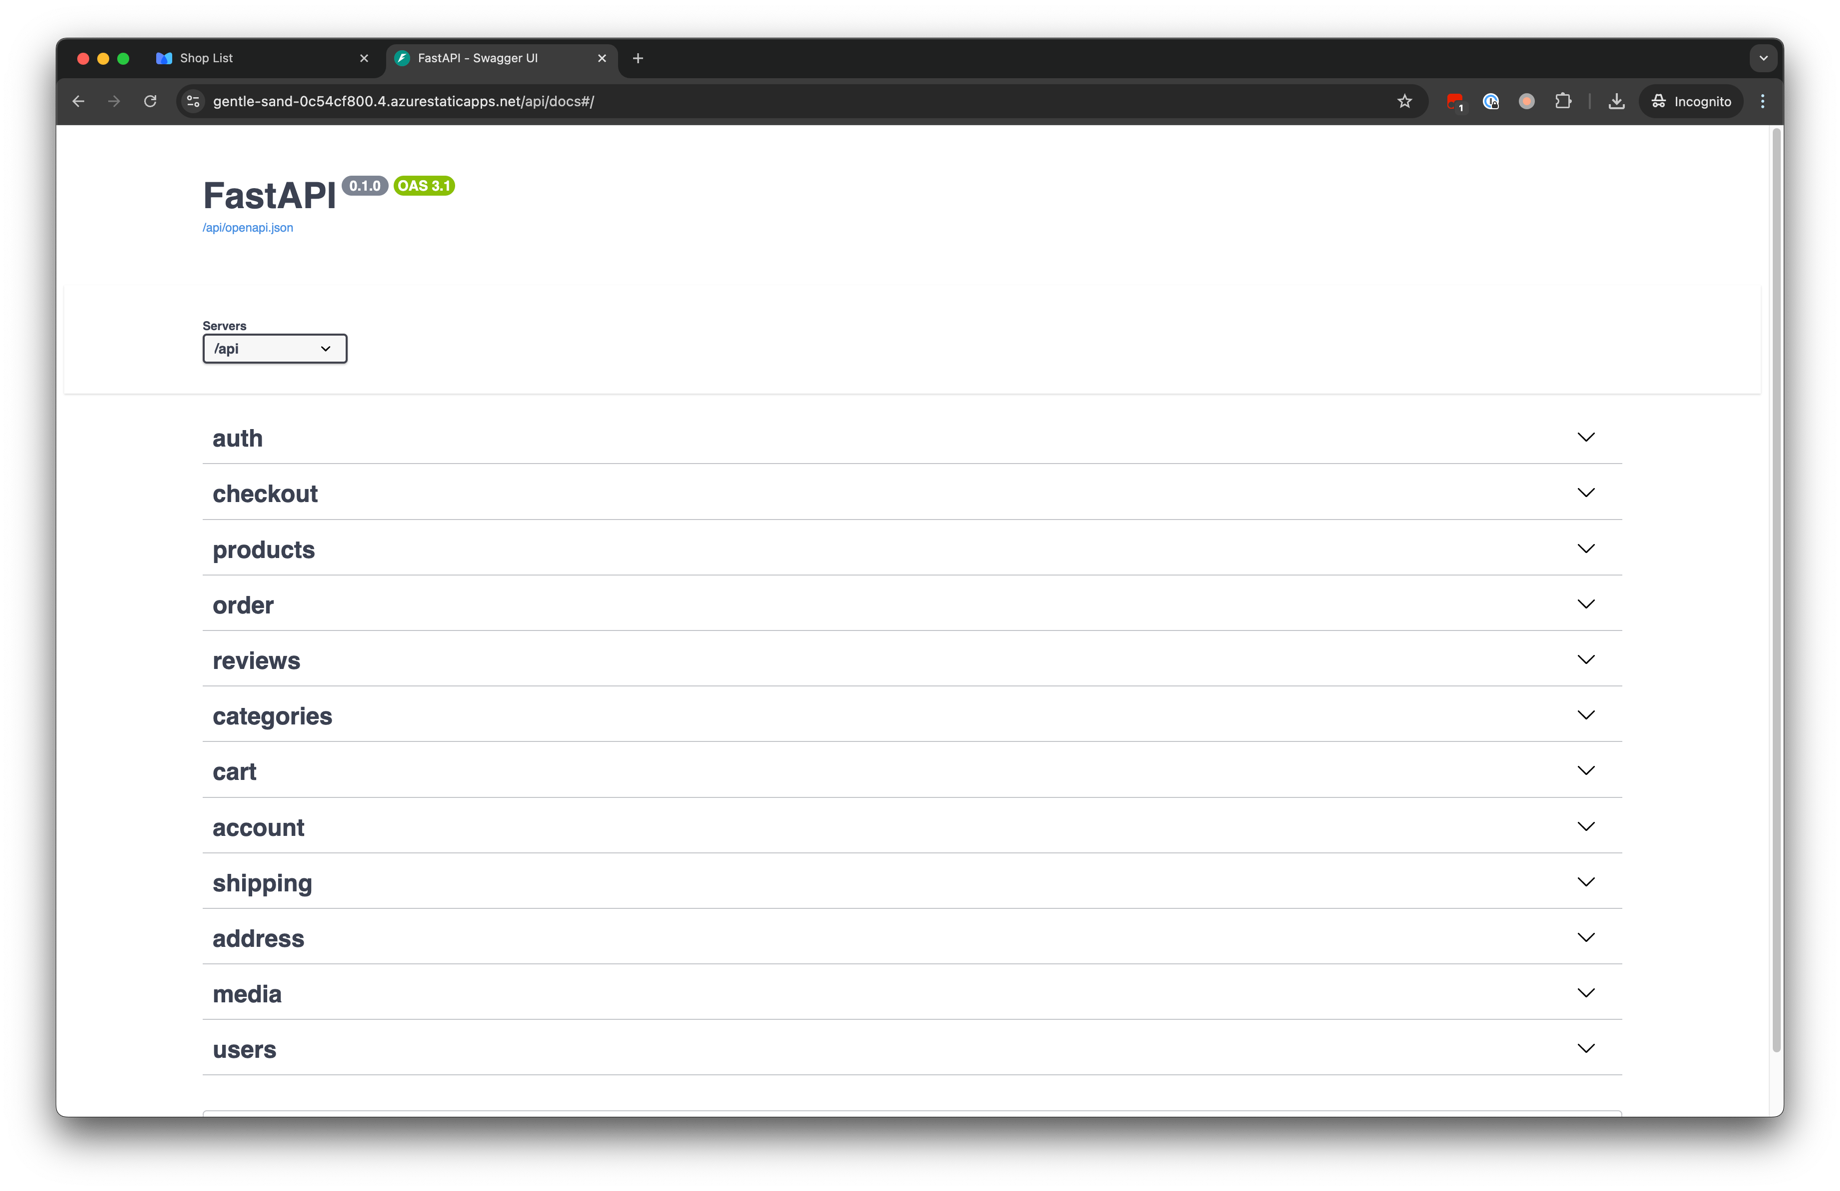 Shop List
FastAPI - Swagger UI
gentle-sand-0c54cf800.4.azurestaticapps.net/api/docs#/
1
Incognito
FastAPI 0.1.0 OAS 3.1
/api/openapi.json
Servers
/api
auth
checkout
products
order
reviews
categories
cart
account
shipping
address
media
users